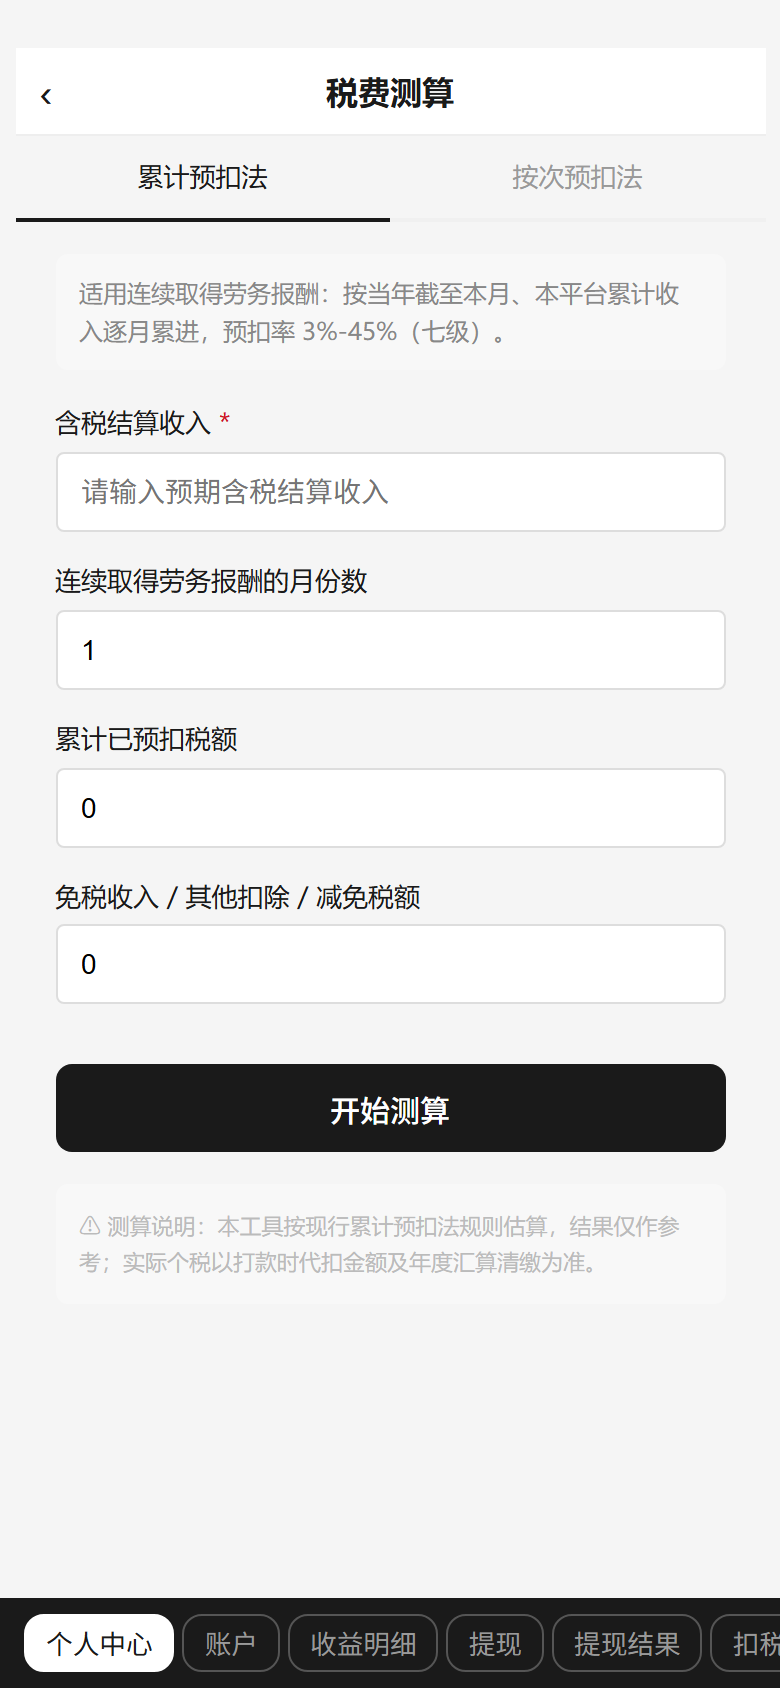 ‹ 税费测算
累计预扣法 按次预扣法
适用连续取得劳务报酬：按当年截至本月、本平台累计收
入逐月累进，预扣率 3%-45%（七级）。
含税结算收入 *
请输入预期含税结算收入
连续取得劳务报酬的月份数
1
累计已预扣税额
0
免税收入 / 其他扣除 / 减免税额
0
开始测算
⚠ 测算说明：本工具按现行累计预扣法规则估算，结果仅作参
考；实际个税以打款时代扣金额及年度汇算清缴为准。
个人中心 账户 收益明细 提现 提现结果 扣税